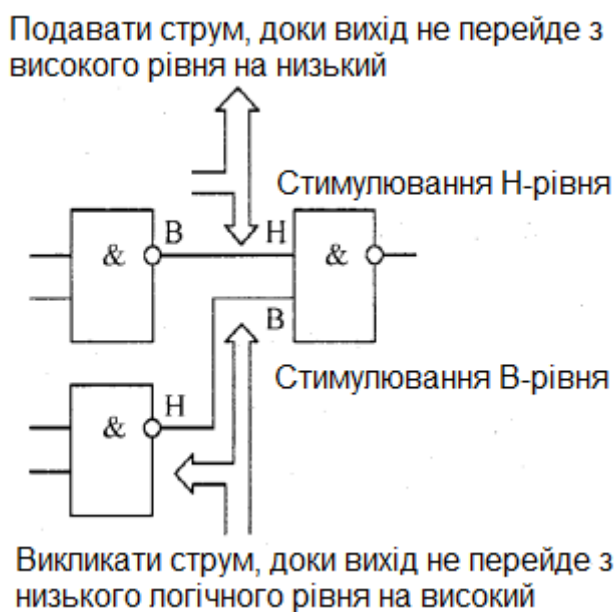 Подавати струм, доки вихід не перейде з
високого рівня на низький
Стимулювання Н-рівня
& В Н &
В
Стимулювання В-рівня
& Н
Викликати струм, доки вихід не перейде з
низького логічного рівня на високий